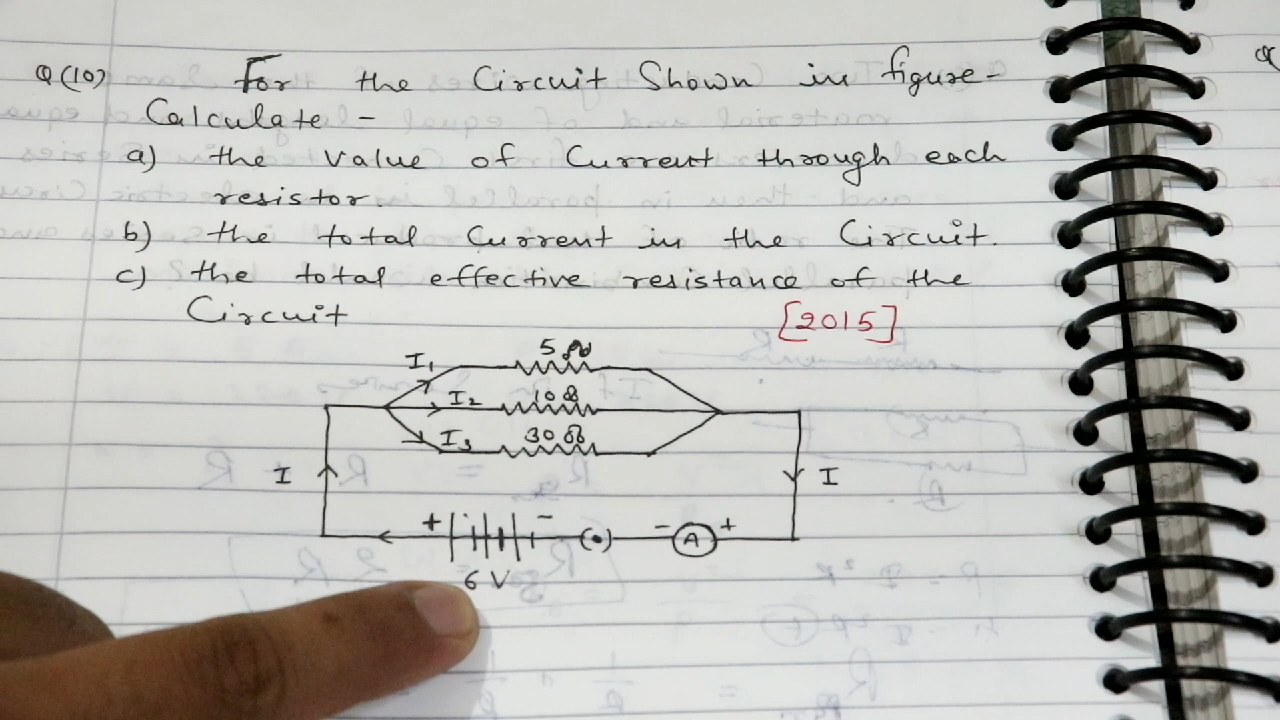 Q(10) For the Circuit Shown in figure-
Calculate -
a) the value of Current through each
resistor.
b) the total Current in the Circuit.
c) the total effective resistance of the
Circuit [2015]
5 Ω
I₁
I₂ 10 Ω
I₃ 30 Ω
I I
+ - (•) - A +
6 V